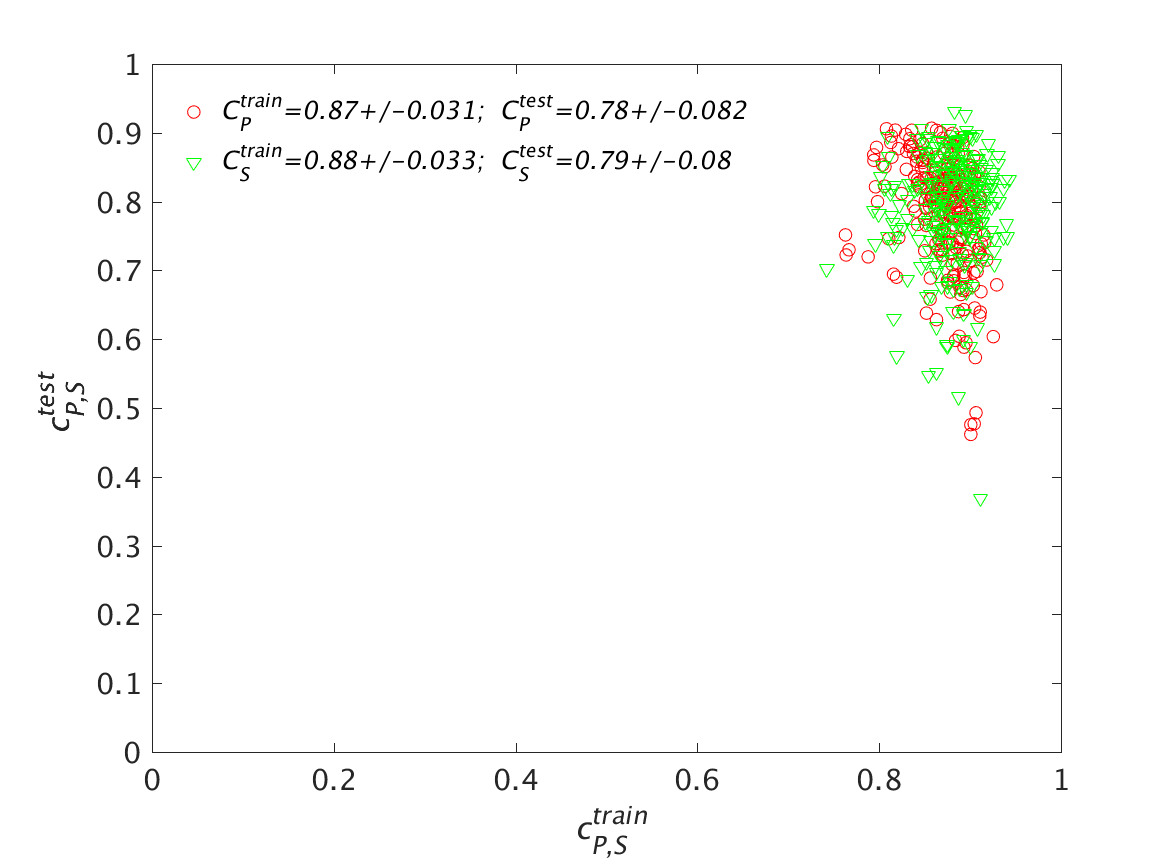 1
0.9
0.8
0.7
0.6
0.5
0.4
0.3
0.2
0.1
0
C_P^train=0.87+/-0.031; C_P^test=0.78+/-0.082
C_S^train=0.88+/-0.033; C_S^test=0.79+/-0.08
c_P,S^test
0 0.2 0.4 0.6 0.8 1
c_P,S^train